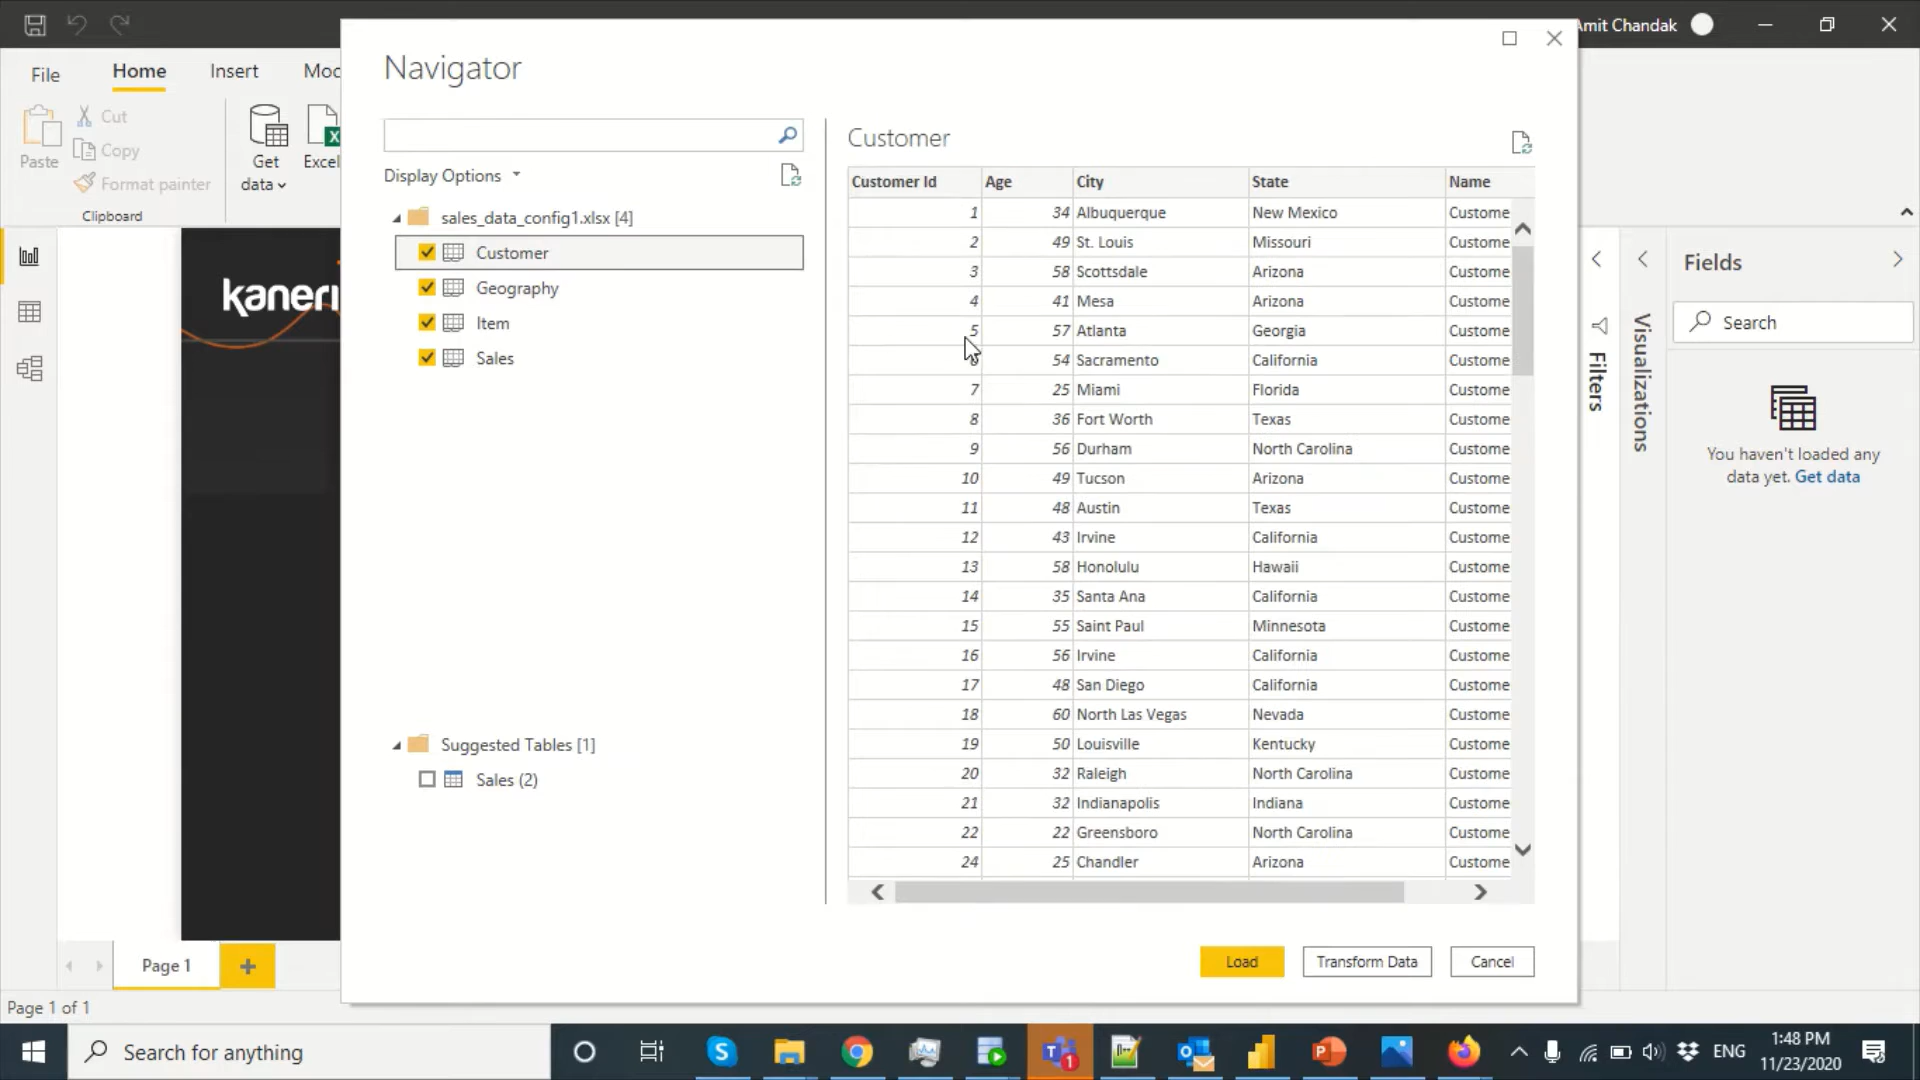 Amit Chandak
File
Home
Insert
Navigator
Paste
Cut
Copy
Format painter
Clipboard
Get data
Excel
Display Options
sales_data_config1.xlsx [4]
Customer
Geography
Item
Sales
Suggested Tables [1]
Sales (2)
Customer
Customer Id Age City State Name
1 34 Albuquerque New Mexico Custome
2 49 St. Louis Missouri Custome
3 58 Scottsdale Arizona Custome
4 41 Mesa Arizona Custome
5 57 Atlanta Georgia Custome
54 Sacramento California Custome
7 25 Miami Florida Custome
8 36 Fort Worth Texas Custome
9 56 Durham North Carolina Custome
10 49 Tucson Arizona Custome
11 48 Austin Texas Custome
12 43 Irvine California Custome
13 58 Honolulu Hawaii Custome
14 35 Santa Ana California Custome
15 55 Saint Paul Minnesota Custome
16 56 Irvine California Custome
17 48 San Diego California Custome
18 60 North Las Vegas Nevada Custome
19 50 Louisville Kentucky Custome
20 32 Raleigh North Carolina Custome
21 32 Indianapolis Indiana Custome
22 22 Greensboro North Carolina Custome
24 25 Chandler Arizona Custome
Load
Transform Data
Cancel
Filters
Visualizations
Fields
Search
You haven't loaded any
data yet. Get data
kaneri
Page 1
Page 1 of 1
Search for anything
1
ENG
1:48 PM
11/23/2020